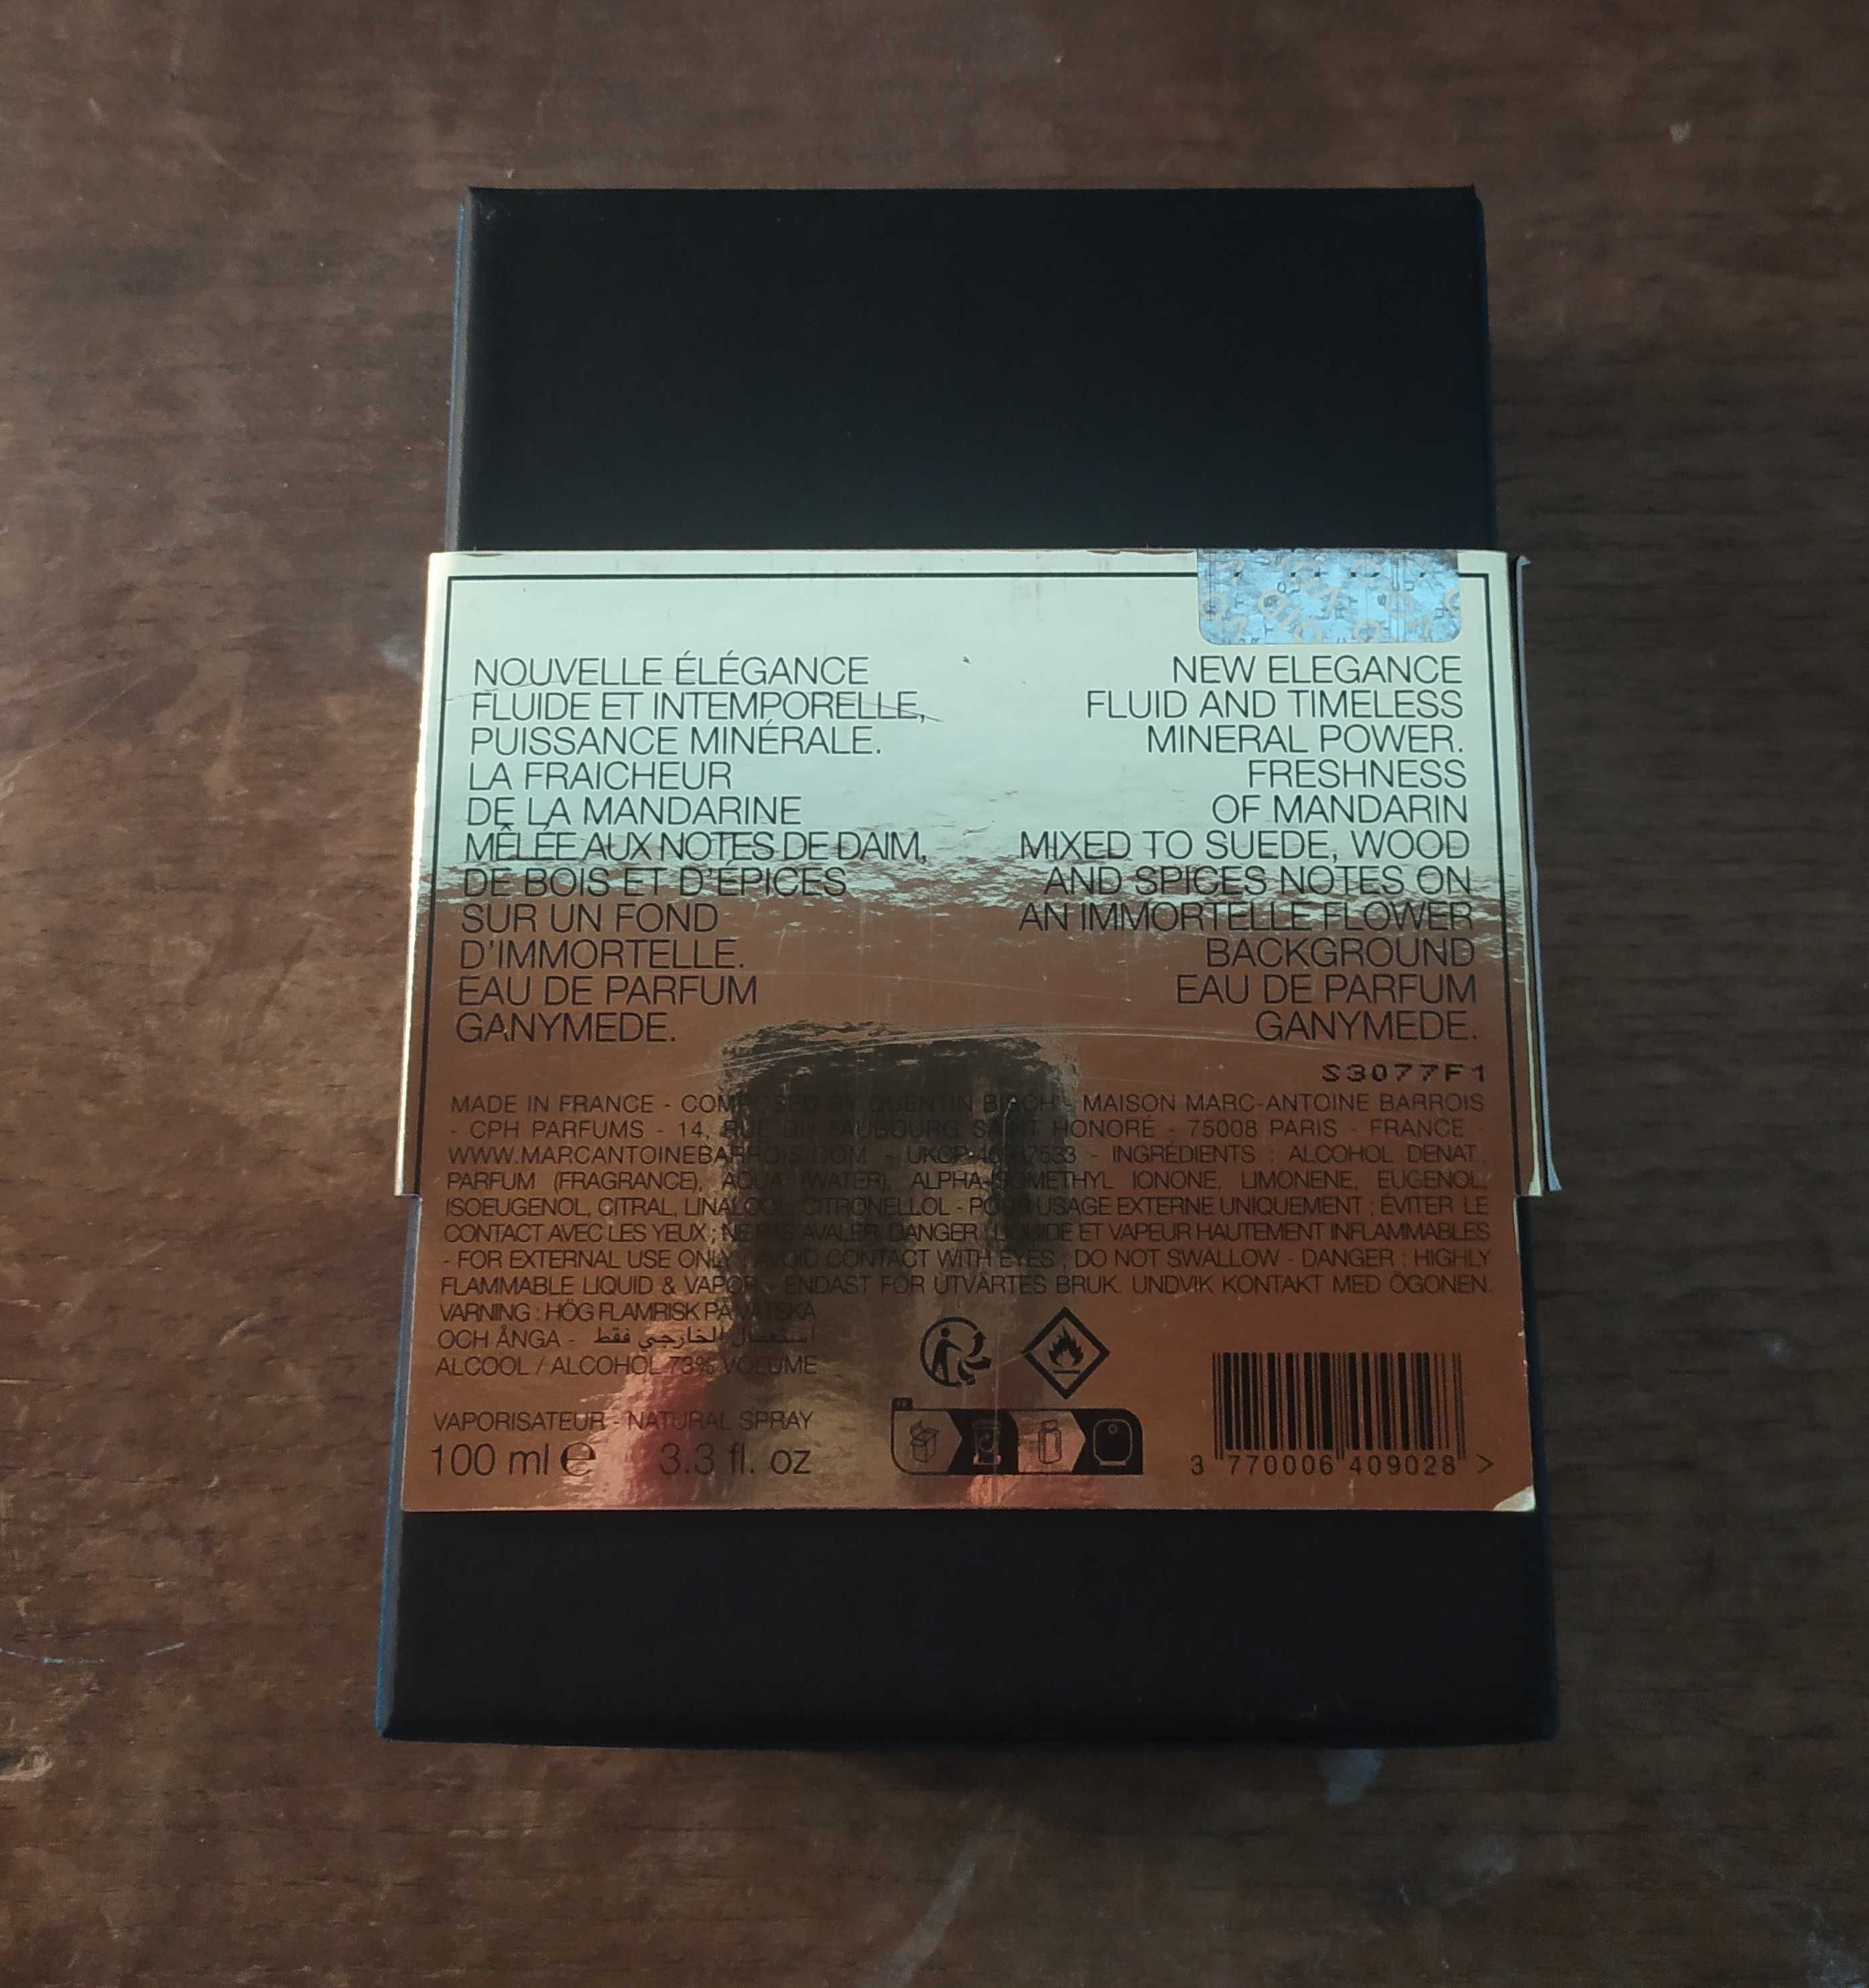 NOUVELLE ÉLÉGANCE
FLUIDE ET INTEMPORELLE,
PUISSANCE MINÉRALE.
LA FRAICHEUR
DE LA MANDARINE
MÊLÉE AUX NOTES DE DAIM,
DE BOIS ET D'ÉPICES
SUR UN FOND
D'IMMORTELLE.
EAU DE PARFUM
GANYMEDE.
NEW ELEGANCE
FLUID AND TIMELESS
MINERAL POWER.
FRESHNESS
OF MANDARIN
MIXED TO SUEDE, WOOD
AND SPICES NOTES ON
AN IMMORTELLE FLOWER
BACKGROUND
EAU DE PARFUM
GANYMEDE.
S3077F1
MADE IN FRANCE - COMPOSED BY QUENTIN BISCH - MAISON MARC-ANTOINE BARROIS
- CPH PARFUMS - 14, RUE DU FAUBOURG SAINT HONORÉ - 75008 PARIS - FRANCE -
WWW.MARCANTOINEBARROIS.COM - - INGRÉDIENTS : ALCOHOL DENAT.,
PARFUM (FRAGRANCE), AQUA (WATER), ALPHA-ISOMETHYL IONONE, LIMONENE, EUGENOL,
ISOEUGENOL, CITRAL, LINALOOL, CITRONELLOL - POUR USAGE EXTERNE UNIQUEMENT ; ÉVITER LE
CONTACT AVEC LES YEUX ; NE PAS AVALER. DANGER : LIQUIDE ET VAPEUR HAUTEMENT INFLAMMABLES
- FOR EXTERNAL USE ONLY ; AVOID CONTACT WITH EYES ; DO NOT SWALLOW - DANGER : HIGHLY
FLAMMABLE LIQUID & VAPOR - ENDAST FÖR UTVÄRTES BRUK. UNDVIK KONTAKT MED ÖGONEN.
VARNING : HÖG FLAMRISK PÅ VÄTSKA
OCH ÅNGA - استعمال الخارجي فقط
ALCOOL / ALCOHOL 73% VOLUME
VAPORISATEUR - NATURAL SPRAY
100 ml e 3.3 fl. oz
FR
3 770006 409028 >